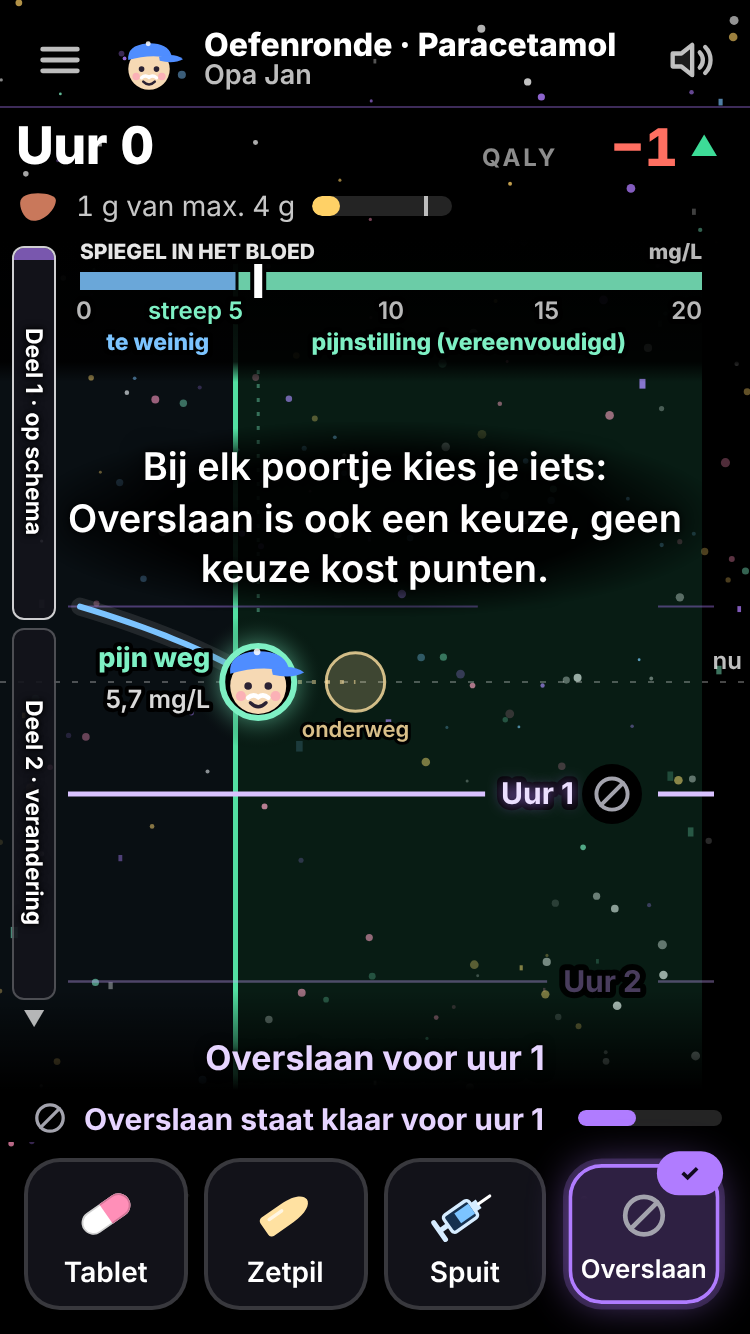 Oefenronde · Paracetamol
Opa Jan
Uur 0
QALY
−1
1 g van max. 4 g
SPIEGEL IN HET BLOED
mg/L
0
streep 5
10
15
20
te weinig
pijnstilling (vereenvoudigd)
Deel 1 · op schema
Bij elk poortje kies je iets:
Overslaan is ook een keuze, geen
keuze kost punten.
pijn weg
nu
5,7 mg/L
onderweg
Deel 2 · verandering
Uur 1
Uur 2
Overslaan voor uur 1
Overslaan staat klaar voor uur 1
Tablet
Zetpil
Spuit
Overslaan